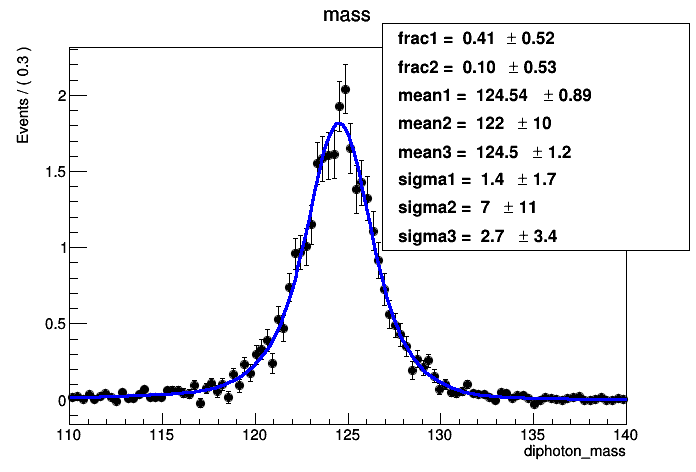 mass
frac1 = 0.41 ± 0.52
frac2 = 0.10 ± 0.53
mean1 = 124.54 ± 0.89
mean2 = 122 ± 10
mean3 = 124.5 ± 1.2
sigma1 = 1.4 ± 1.7
sigma2 = 7 ± 11
sigma3 = 2.7 ± 3.4
Events / ( 0.3 )
2
1.5
1
0.5
0
110 115 120 125 130 135 140
diphoton_mass